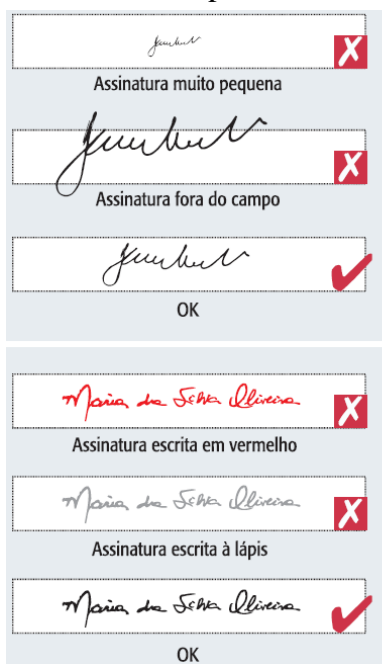 Assinatura muito pequena
Assinatura fora do campo
OK
Maria da Silva Oliveira
Assinatura escrita em vermelho
Maria da Silva Oliveira
Assinatura escrita à lápis
Maria da Silva Oliveira
OK